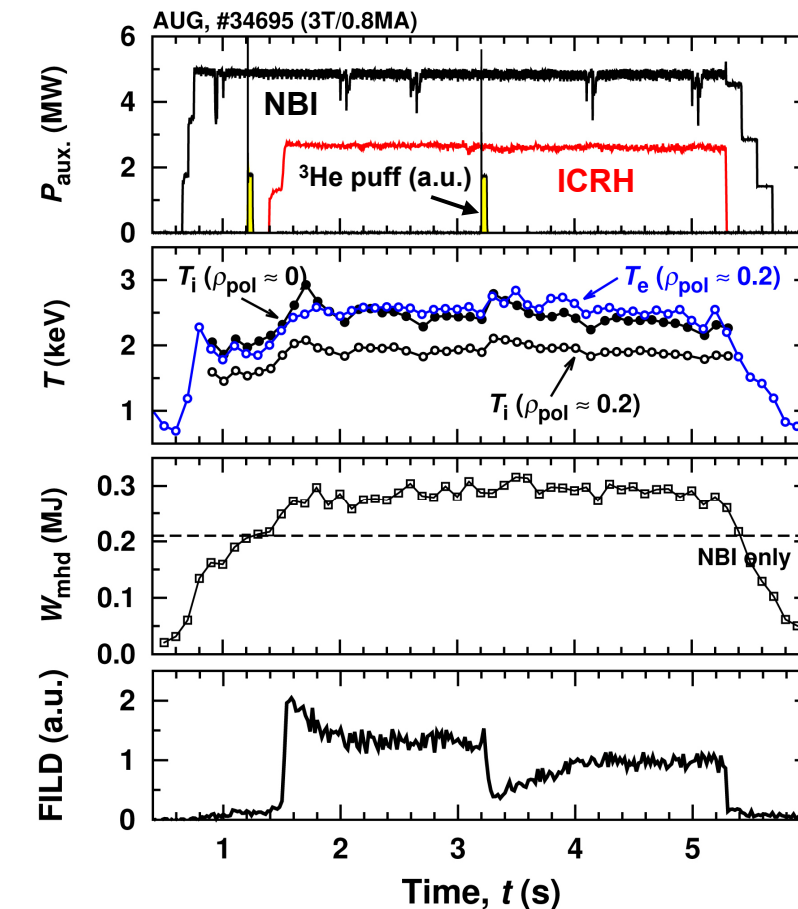 AUG, #34695 (3T/0.8MA)
6
4
2
0
P_aux. (MW)
NBI
³He puff (a.u.)
ICRH
3
2
1
T (keV)
T_i (ρ_pol ≈ 0)
T_e (ρ_pol ≈ 0.2)
T_i (ρ_pol ≈ 0.2)
0.3
0.2
0.1
0.0
W_mhd (MJ)
NBI only
2
1
0
FILD (a.u.)
1 2 3 4 5
Time, t (s)